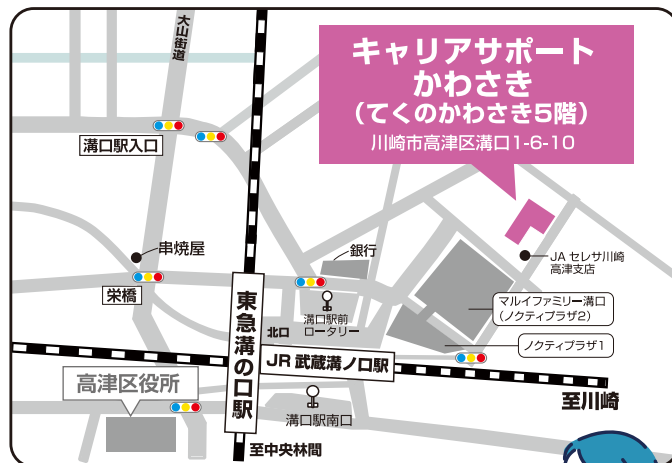 大山街道
キャリアサポート
かわさき
（てくのかわさき5階）
川崎市高津区溝口1-6-10
溝口駅入口
串焼屋
銀行
JA セレサ川崎
高津支店
栄橋
東急溝の口駅
溝口駅前
ロータリー
マルイファミリー溝口
（ノクティプラザ2）
北口
ノクティプラザ1
JR 武蔵溝ノ口駅
高津区役所
至川崎
溝口駅南口
至中央林間